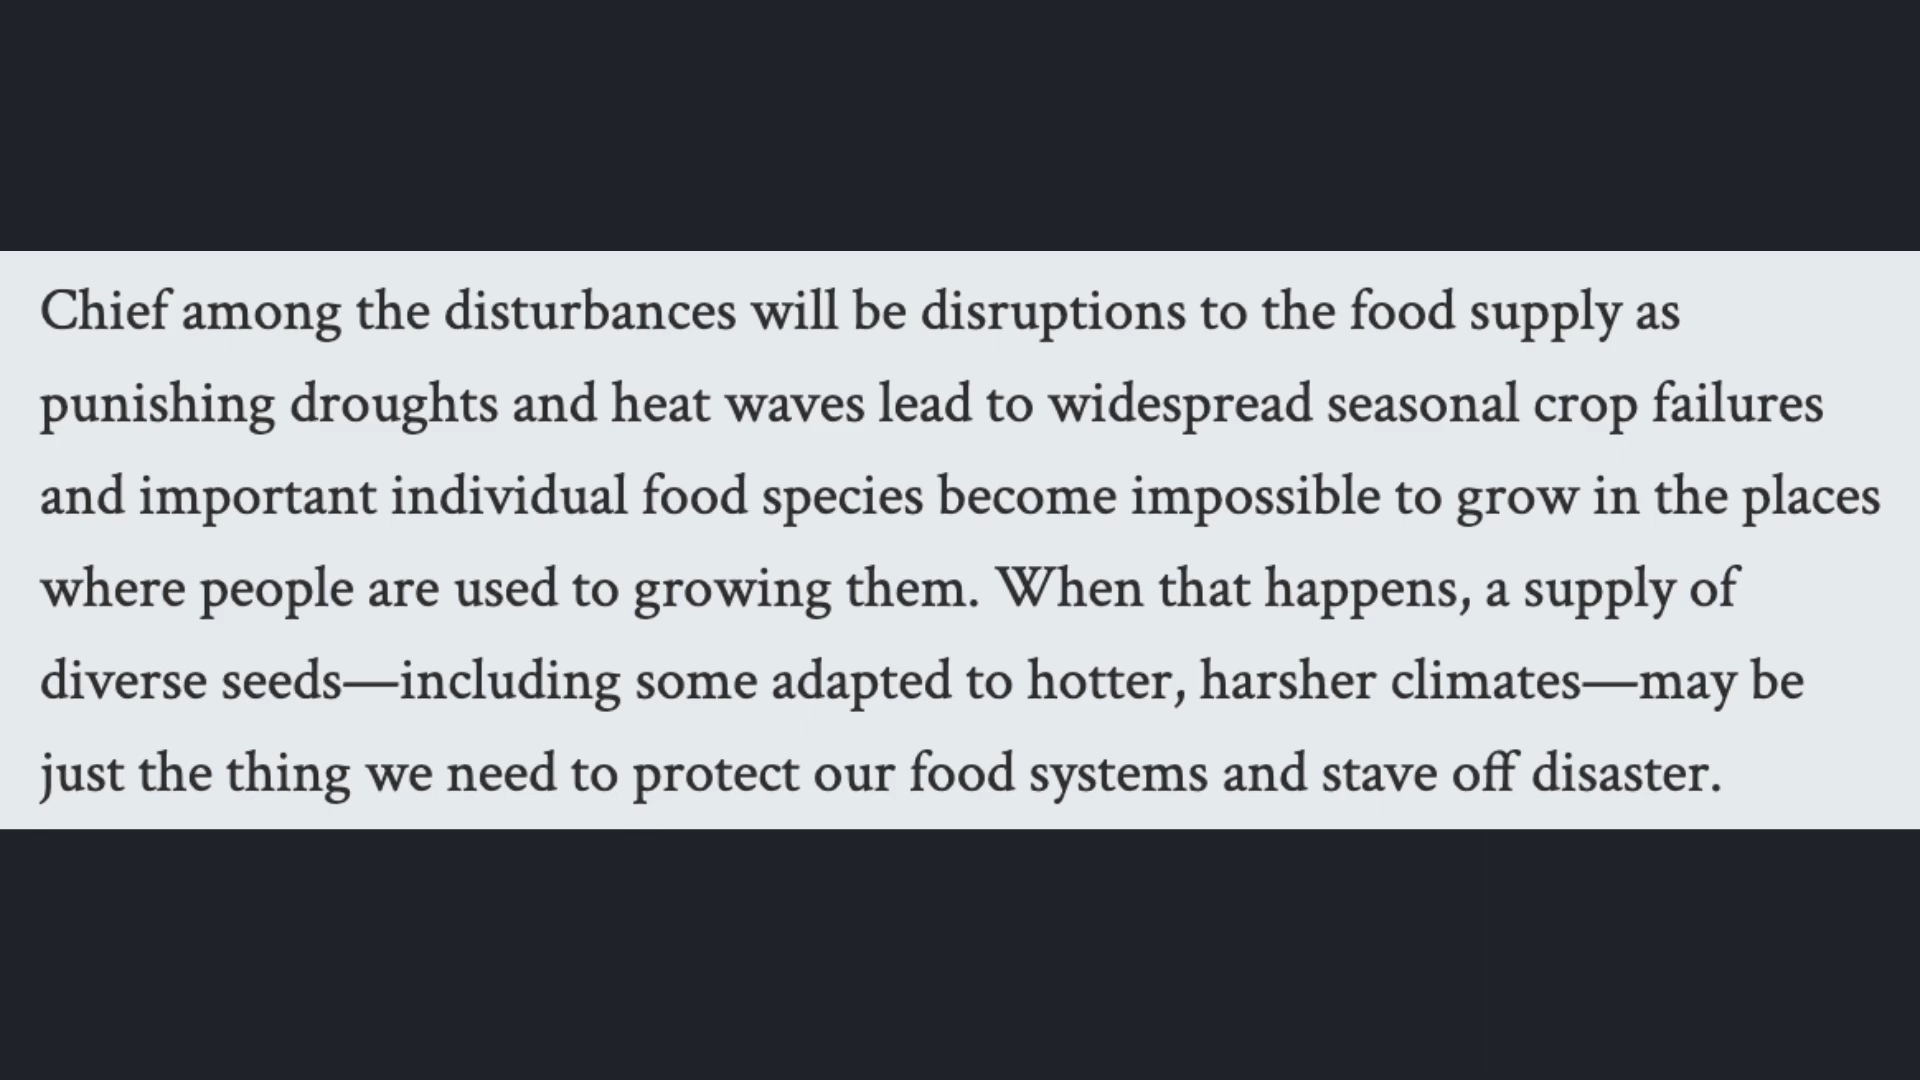 Chief among the disturbances will be disruptions to the food supply as
punishing droughts and heat waves lead to widespread seasonal crop failures
and important individual food species become impossible to grow in the places
where people are used to growing them. When that happens, a supply of
diverse seeds—including some adapted to hotter, harsher climates—may be
just the thing we need to protect our food systems and stave off disaster.